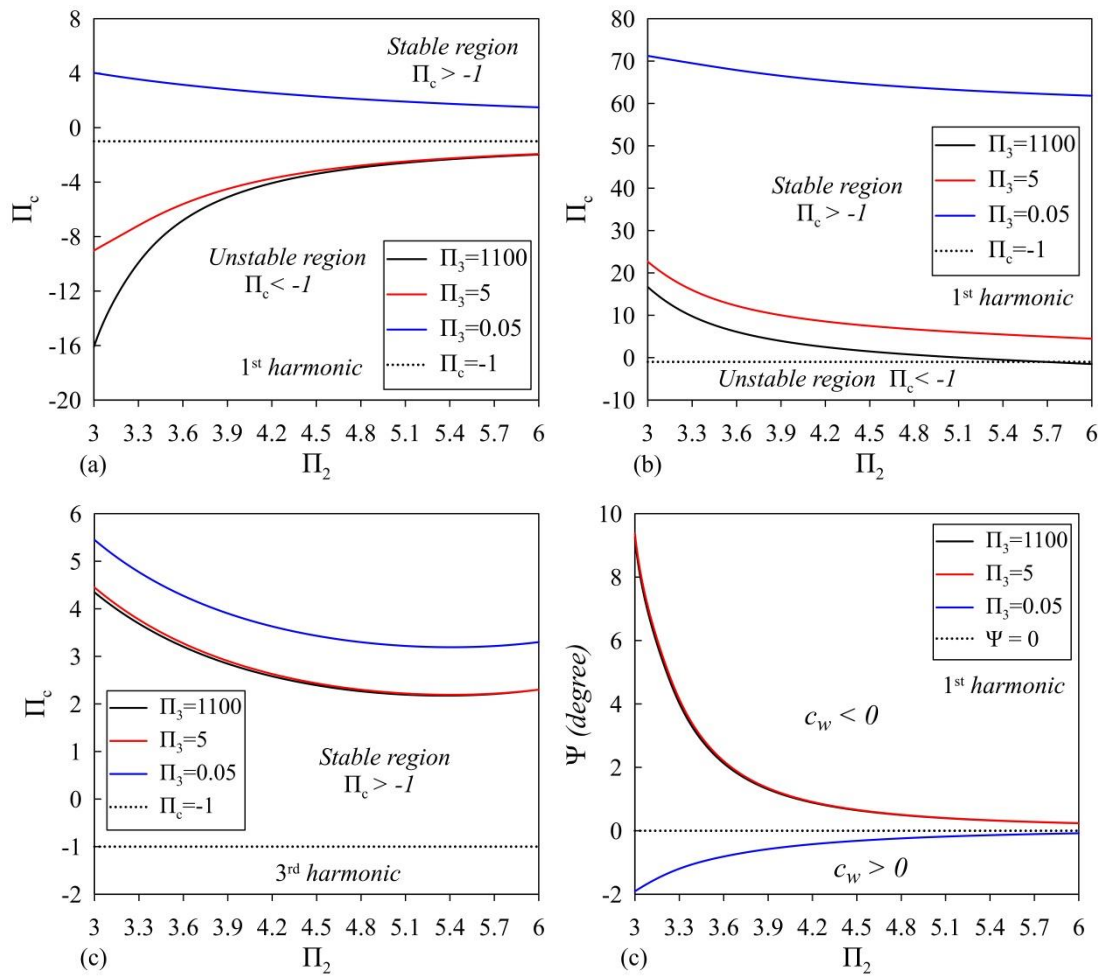 8
4
0
-4
-8
-12
-16
-20
Π_c
Stable region
Π_c > -1
Unstable region
Π_c < -1
1st harmonic
Π_3=1100
Π_3=5
Π_3=0.05
Π_c=-1
3 3.3 3.6 3.9 4.2 4.5 4.8 5.1 5.4 5.7 6
(a) Π_2
80
70
60
50
40
30
20
10
0
-10
Π_c
Π_3=1100
Π_3=5
Π_3=0.05
Π_c=-1
Stable region
Π_c > -1
1st harmonic
Unstable region Π_c < -1
3 3.3 3.6 3.9 4.2 4.5 4.8 5.1 5.4 5.7 6
(b) Π_2
6
5
4
3
2
1
0
-1
-2
Π_c
Π_3=1100
Π_3=5
Π_3=0.05
Π_c=-1
Stable region
Π_c > -1
3rd harmonic
3 3.3 3.6 3.9 4.2 4.5 4.8 5.1 5.4 5.7 6
(c) Π_2
10
8
6
4
2
0
-2
Ψ (degree)
Π_3=1100
Π_3=5
Π_3=0.05
Ψ = 0
1st harmonic
c_w < 0
c_w > 0
3 3.3 3.6 3.9 4.2 4.5 4.8 5.1 5.4 5.7 6
(c) Π_2